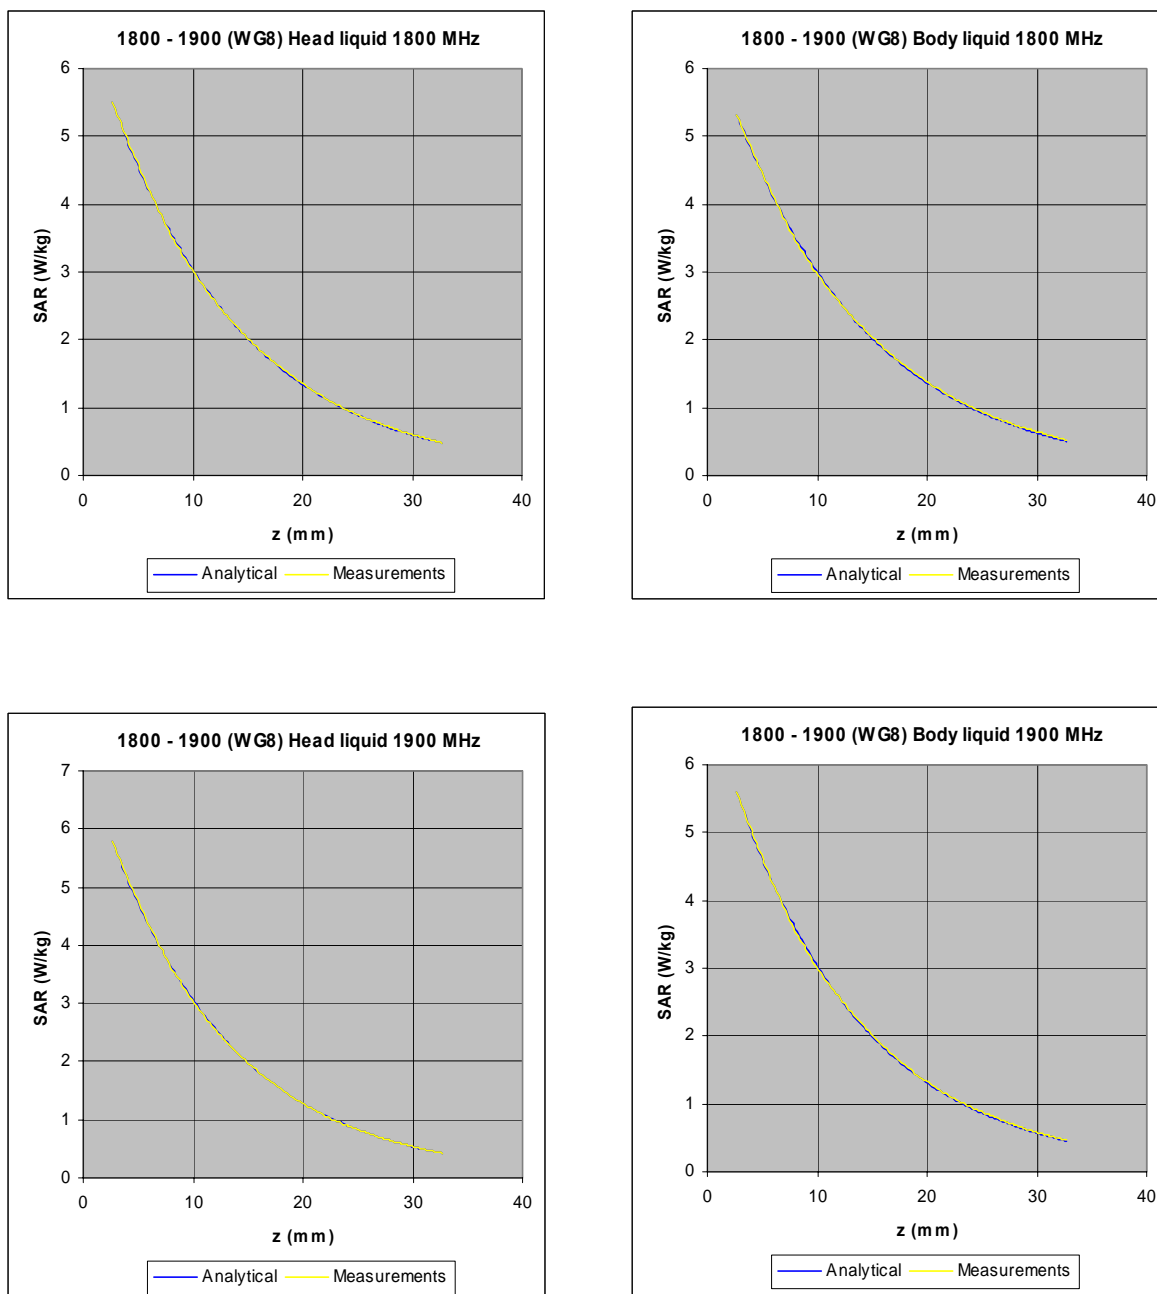 1800 - 1900 (WG8) Head liquid 1800 MHz
6
5
4
3
2
1
0
0 10 20 30 40
SAR (W/kg)
z (mm)
Analytical Measurements
1800 - 1900 (WG8) Body liquid 1800 MHz
6
5
4
3
2
1
0
0 10 20 30 40
SAR (W/kg)
z (mm)
Analytical Measurements
1800 - 1900 (WG8) Head liquid 1900 MHz
7
6
5
4
3
2
1
0
0 10 20 30 40
SAR (W/kg)
z (mm)
Analytical Measurements
1800 - 1900 (WG8) Body liquid 1900 MHz
6
5
4
3
2
1
0
0 10 20 30 40
SAR (W/kg)
z (mm)
Analytical Measurements